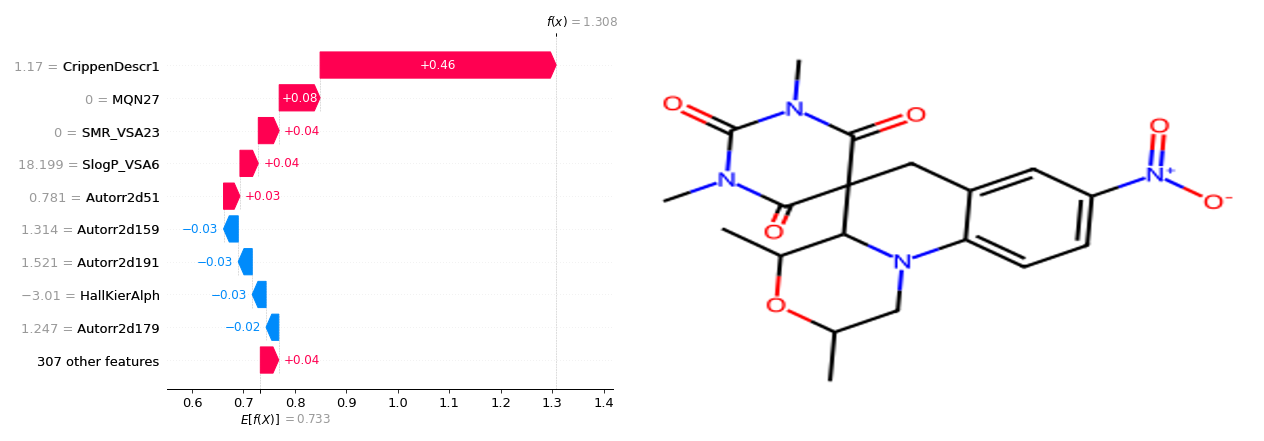 f(x) = 1.308
1.17 = CrippenDescr1
+0.46
0 = MQN27
+0.08
0 = SMR_VSA23
+0.04
18.199 = SlogP_VSA6
+0.04
0.781 = Autorr2d51
+0.03
1.314 = Autorr2d159
−0.03
1.521 = Autorr2d191
−0.03
−3.01 = HallKierAlph
−0.03
1.247 = Autorr2d179
−0.02
307 other features
+0.04
0.6 0.7 0.8 0.9 1.0 1.1 1.2 1.3 1.4
E[f(X)] = 0.733
O
N
O
N
O
N
O
O
N⁺
O⁻